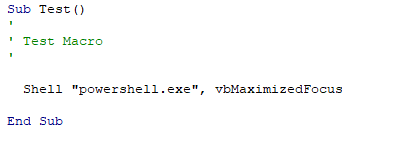 Sub Test()
'
' Test Macro
'
Shell "powershell.exe", vbMaximizedFocus
End Sub